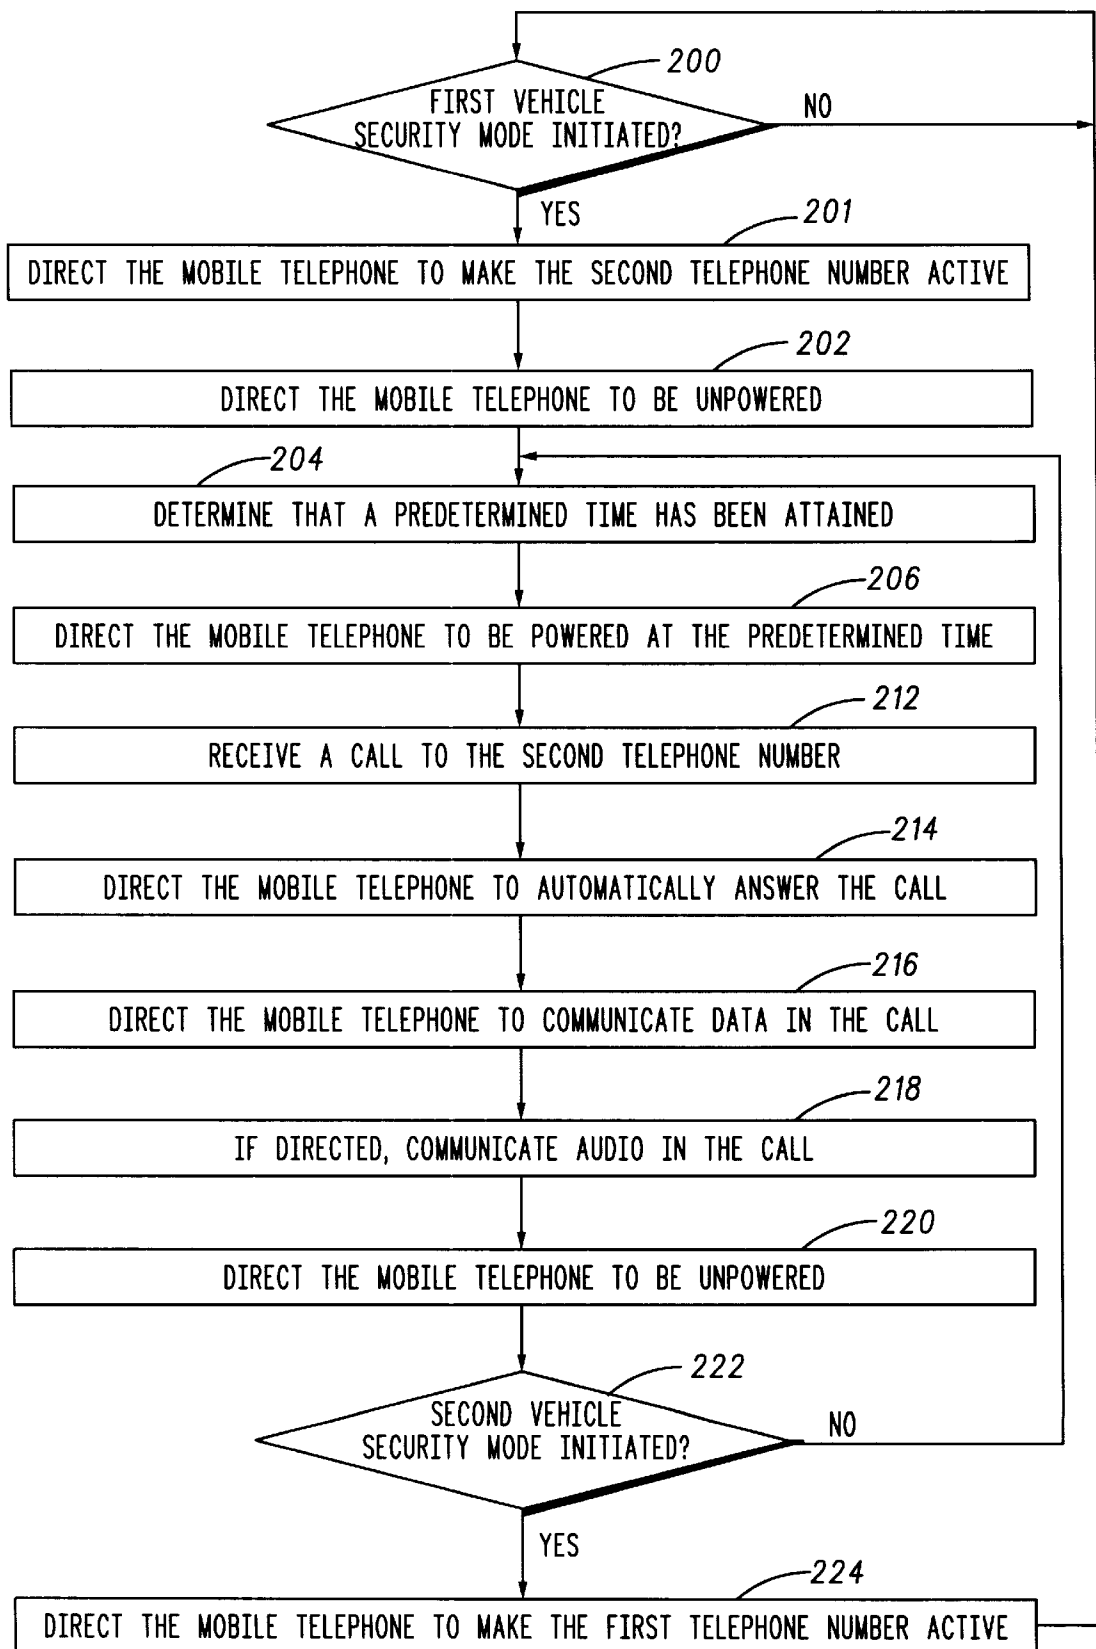 200
FIRST VEHICLE
SECURITY MODE INITIATED?
NO
YES
201
DIRECT THE MOBILE TELEPHONE TO MAKE THE SECOND TELEPHONE NUMBER ACTIVE
202
DIRECT THE MOBILE TELEPHONE TO BE UNPOWERED
204
DETERMINE THAT A PREDETERMINED TIME HAS BEEN ATTAINED
206
DIRECT THE MOBILE TELEPHONE TO BE POWERED AT THE PREDETERMINED TIME
212
RECEIVE A CALL TO THE SECOND TELEPHONE NUMBER
214
DIRECT THE MOBILE TELEPHONE TO AUTOMATICALLY ANSWER THE CALL
216
DIRECT THE MOBILE TELEPHONE TO COMMUNICATE DATA IN THE CALL
218
IF DIRECTED, COMMUNICATE AUDIO IN THE CALL
220
DIRECT THE MOBILE TELEPHONE TO BE UNPOWERED
222
SECOND VEHICLE
SECURITY MODE INITIATED?
NO
YES
224
DIRECT THE MOBILE TELEPHONE TO MAKE THE FIRST TELEPHONE NUMBER ACTIVE